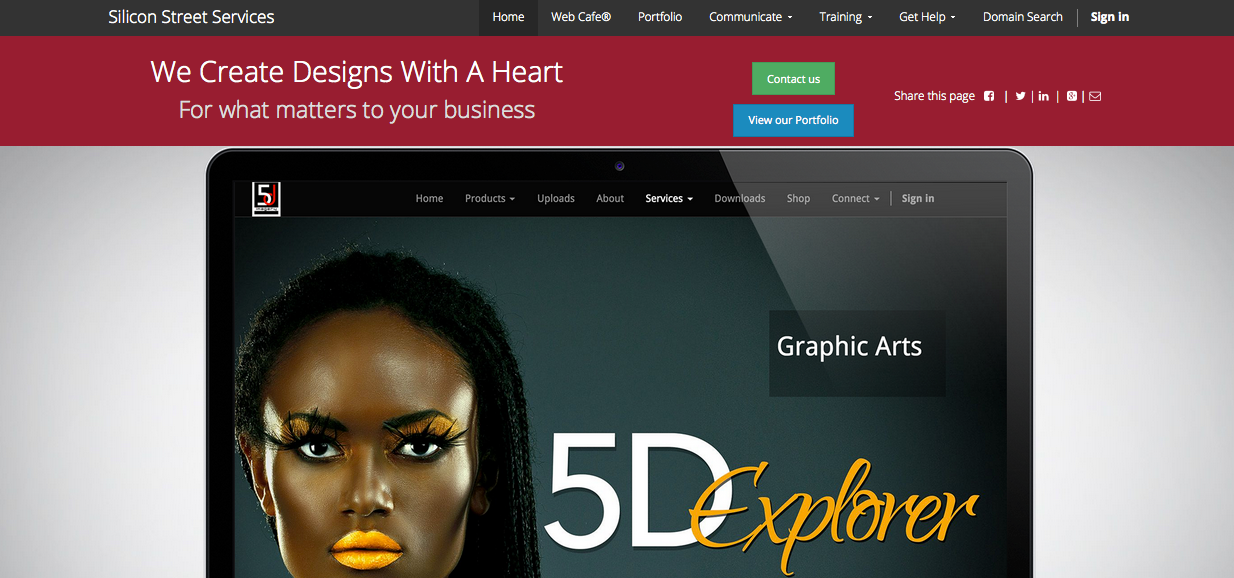 Silicon Street Services Home Web Cafe® Portfolio Communicate Training Get Help Domain Search Sign in
We Create Designs With A Heart
For what matters to your business
Contact us
View our Portfolio
Share this page | | | |
5J Home Products Uploads About Services Downloads Shop Connect Sign in
Graphic Arts
5D Explorer